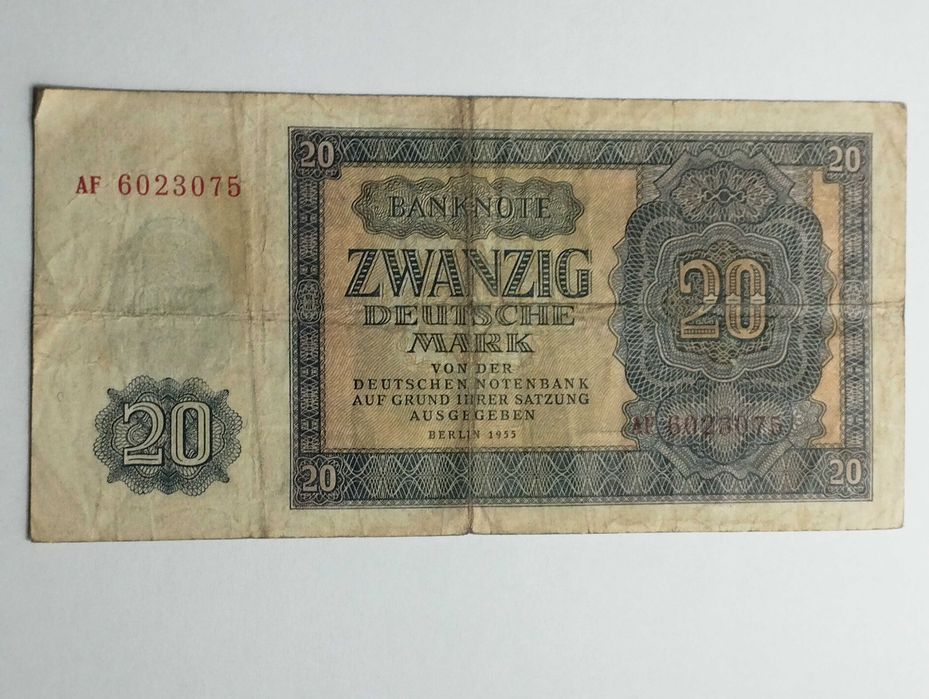 20
20
AF 6023075
BANKNOTE
ZWANZIG
20
DEUTSCHE
MARK
VON DER
DEUTSCHEN NOTENBANK
AUF GRUND IHRER SATZUNG
AUSGEGEBEN
BERLIN 1955
20
AF 6023075
20
20